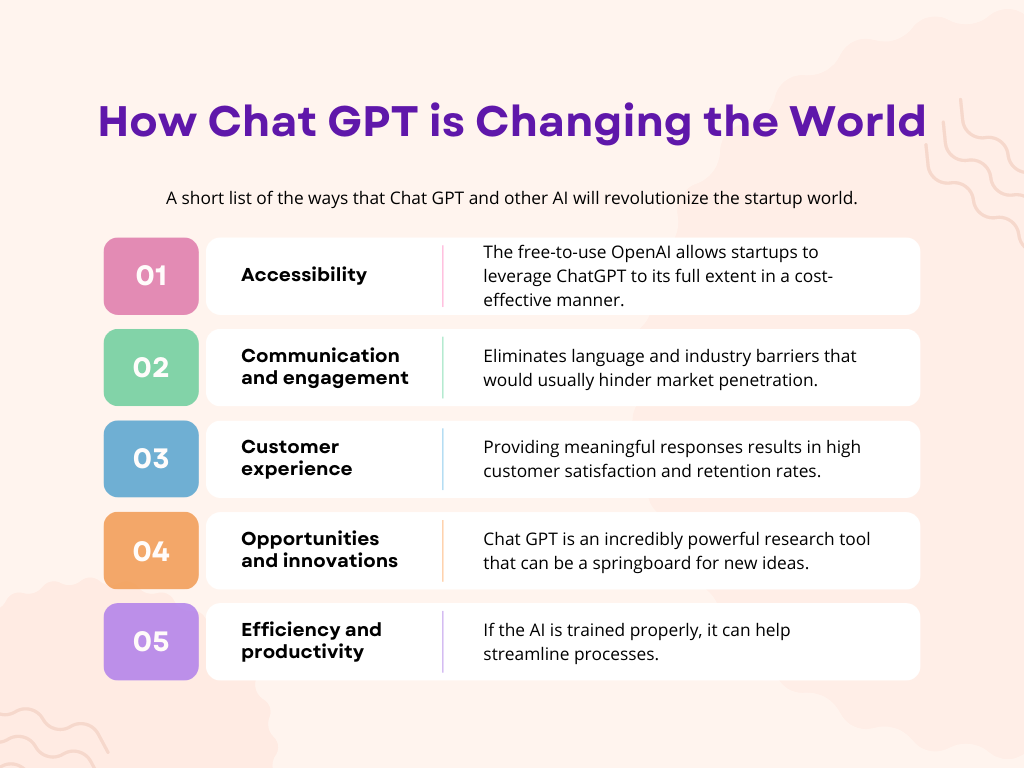 How Chat GPT is Changing the World
A short list of the ways that Chat GPT and other AI will revolutionize the startup world.
01
Accessibility
The free-to-use OpenAI allows startups to
leverage ChatGPT to its full extent in a cost-
effective manner.
02
Communication
and engagement
Eliminates language and industry barriers that
would usually hinder market penetration.
03
Customer
experience
Providing meaningful responses results in high
customer satisfaction and retention rates.
04
Opportunities
and innovations
Chat GPT is an incredibly powerful research tool
that can be a springboard for new ideas.
05
Efficiency and
productivity
If the AI is trained properly, it can help
streamline processes.